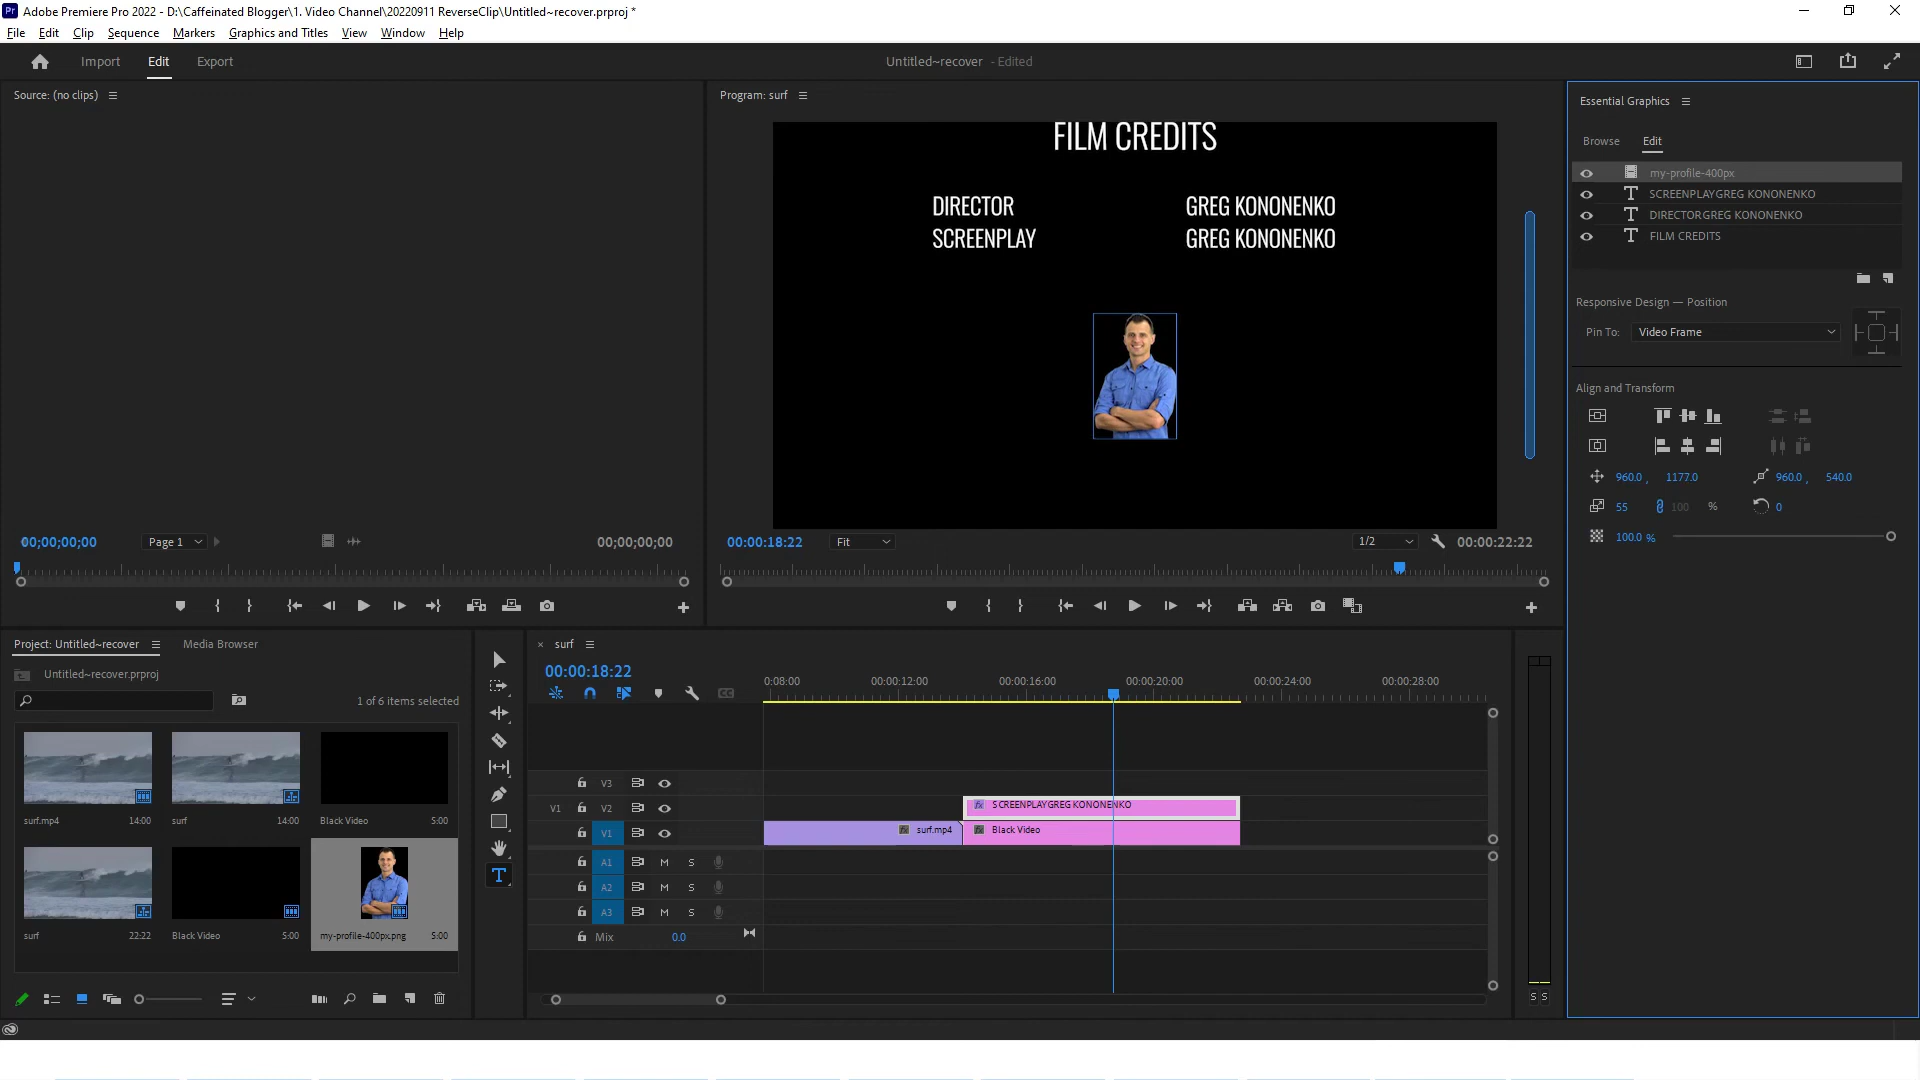 Adobe Premiere Pro 2022 - D:\Caffeinated Blogger\1. Video Channel\20220911 ReverseClip\Untitled~recover.prproj *
File Edit Clip Sequence Markers Graphics and Titles View Window Help
Import Edit Export
Untitled~recover - Edited
Source: (no clips)
00;00;00;00
Page 1
00;00;00;00
Program: surf
FILM CREDITS
DIRECTOR GREG KONONENKO
SCREENPLAY GREG KONONENKO
00:00:18:22
Fit
1/2
00:00:22:22
Essential Graphics
Browse Edit
my-profile-400px
SCREENPLAYGREG KONONENKO
DIRECTORGREG KONONENKO
FILM CREDITS
Responsive Design — Position
Pin To: Video Frame
Align and Transform
960.0 , 1177.0 960.0 , 540.0
55 100 % 0
100.0 %
Project: Untitled~recover Media Browser
Untitled~recover.prproj
1 of 6 items selected
surf.mp4 14:00
surf 14:00
Black Video 5:00
surf 22:22
Black Video 5:00
my-profile-400px.png 5:00
surf
00:00:18:22
0:08:00 00:00:12:00 00:00:16:00 00:00:20:00 00:00:24:00 00:00:28:00
V3
V1 V2 SCREENPLAYGREG KONONENKO
V1 surf.mp4 Black Video
A1 M S
A2 M S
A3 M S
Mix 0.0
S S